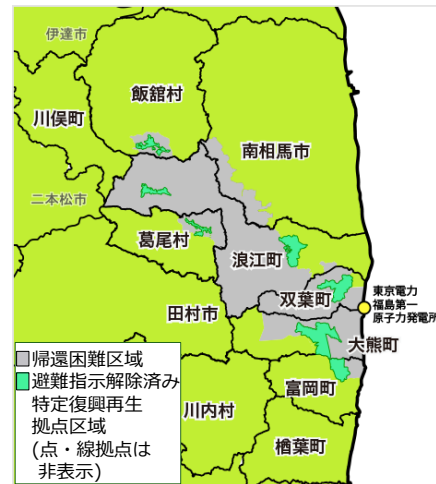 伊達市
飯舘村
川俣町
南相馬市
二本松市
葛尾村
浪江町
双葉町
東京電力
福島第一
原子力発電所
田村市
大熊町
帰還困難区域
避難指示解除済み
特定復興再生
拠点区域
(点・線拠点は
非表示)
富岡町
川内村
楢葉町